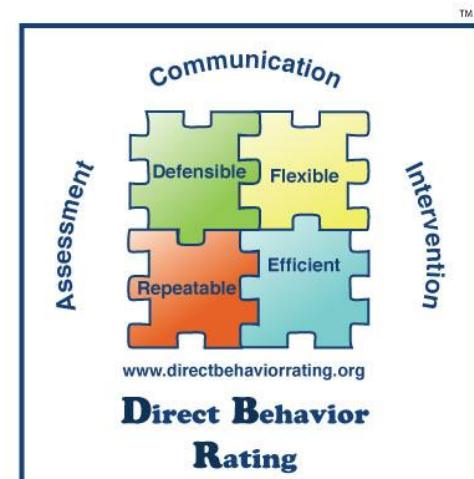 TM
Communication
Assessment
Intervention
Defensible
Flexible
Repeatable
Efficient
www.directbehaviorrating.org
Direct Behavior
Rating